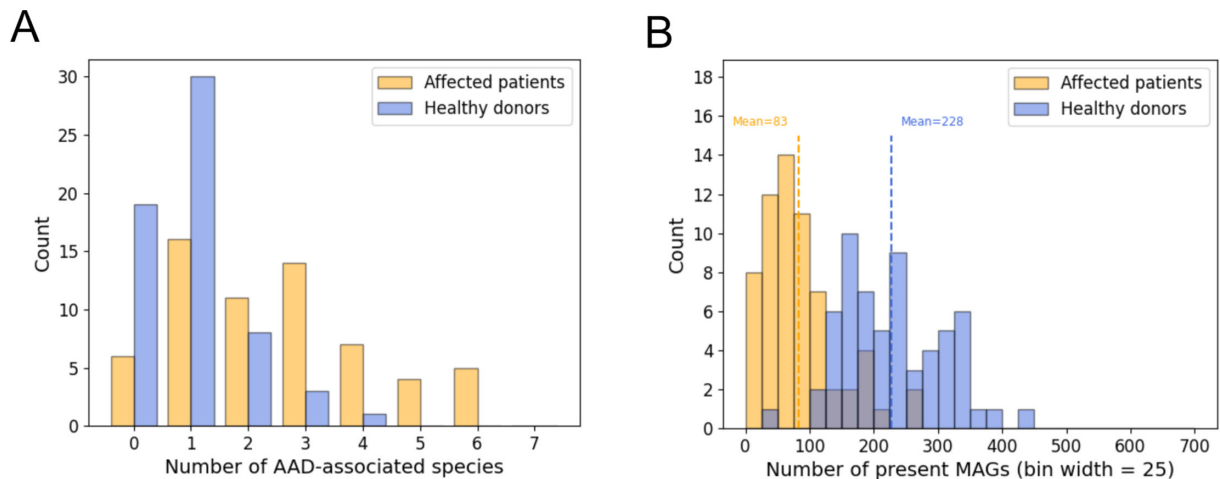 A
Affected patients
Healthy donors
30
25
20
15
10
5
0
Count
0 1 2 3 4 5 6 7
Number of AAD-associated species
B
Affected patients
Healthy donors
Mean=83
Mean=228
18
16
14
12
10
8
6
4
2
0
Count
0 100 200 300 400 500 600 700
Number of present MAGs (bin width = 25)